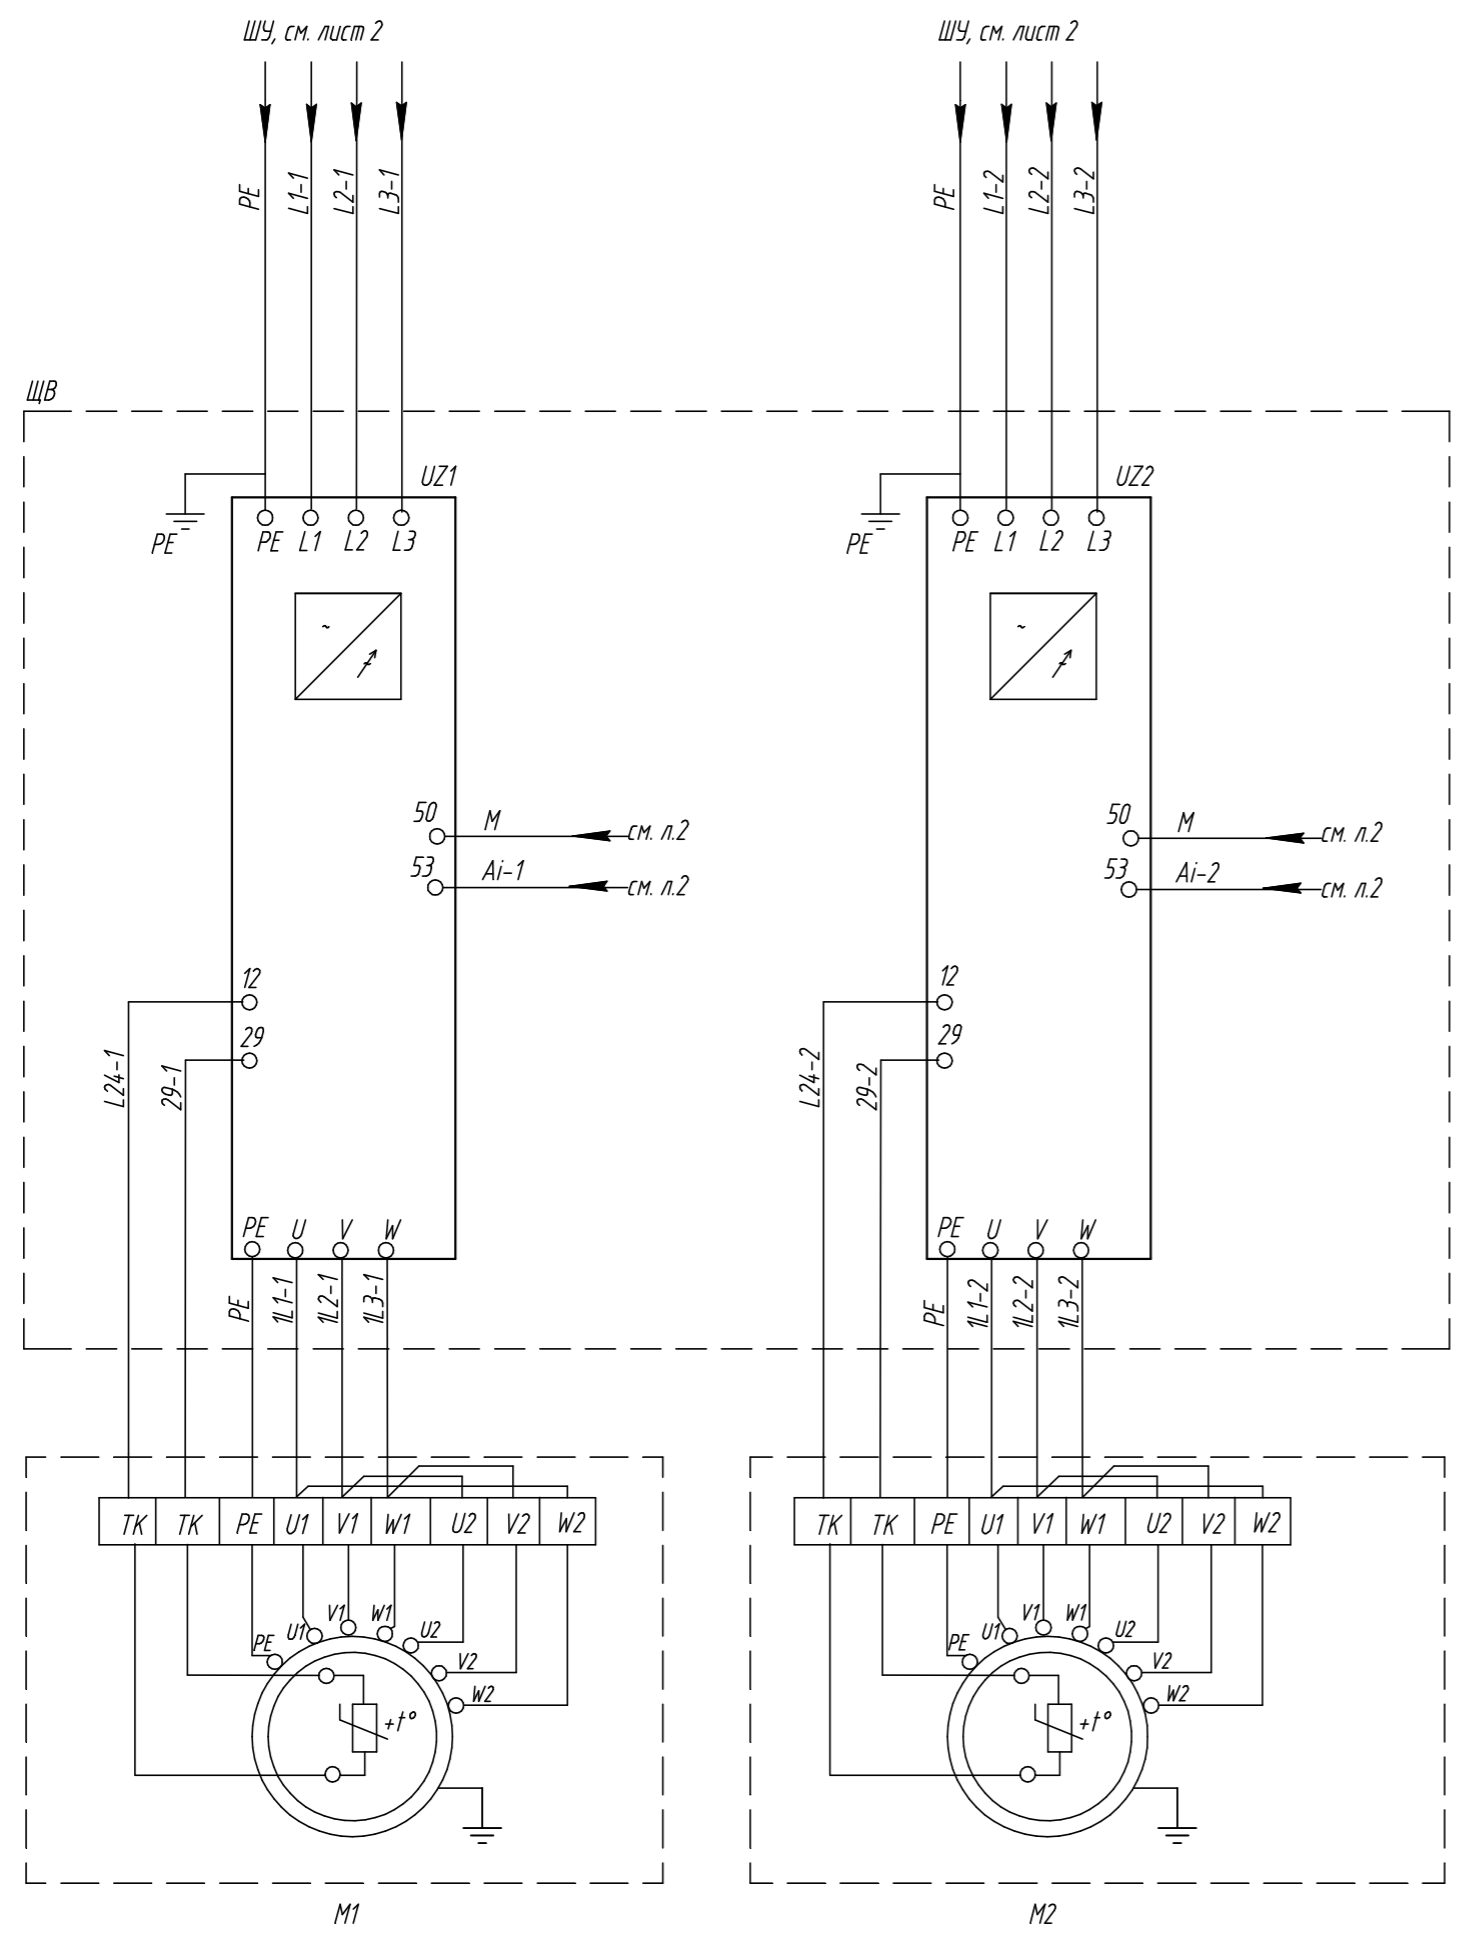 ШУ, см. лист 2
ШУ, см. лист 2
PE L1-1 L2-1 L3-1
PE L1-2 L2-2 L3-2
ЩВ
UZ1
UZ2
PE
PE L1 L2 L3
PE
PE L1 L2 L3
~
f
~
f
50 M см. л.2
53 Ai-1 см. л.2
50 M см. л.2
53 Ai-2 см. л.2
12
29
L24-1
29-1
12
29
L24-2
29-2
PE U V W
PE U V W
PE 1L1-1 1L2-1 1L3-1
PE 1L1-2 1L2-2 1L3-2
TK TK PE U1 V1 W1 U2 V2 W2
TK TK PE U1 V1 W1 U2 V2 W2
PE U1 V1 W1 U2 V2 W2
PE U1 V1 W1 U2 V2 W2
+t°
+t°
M1
M2